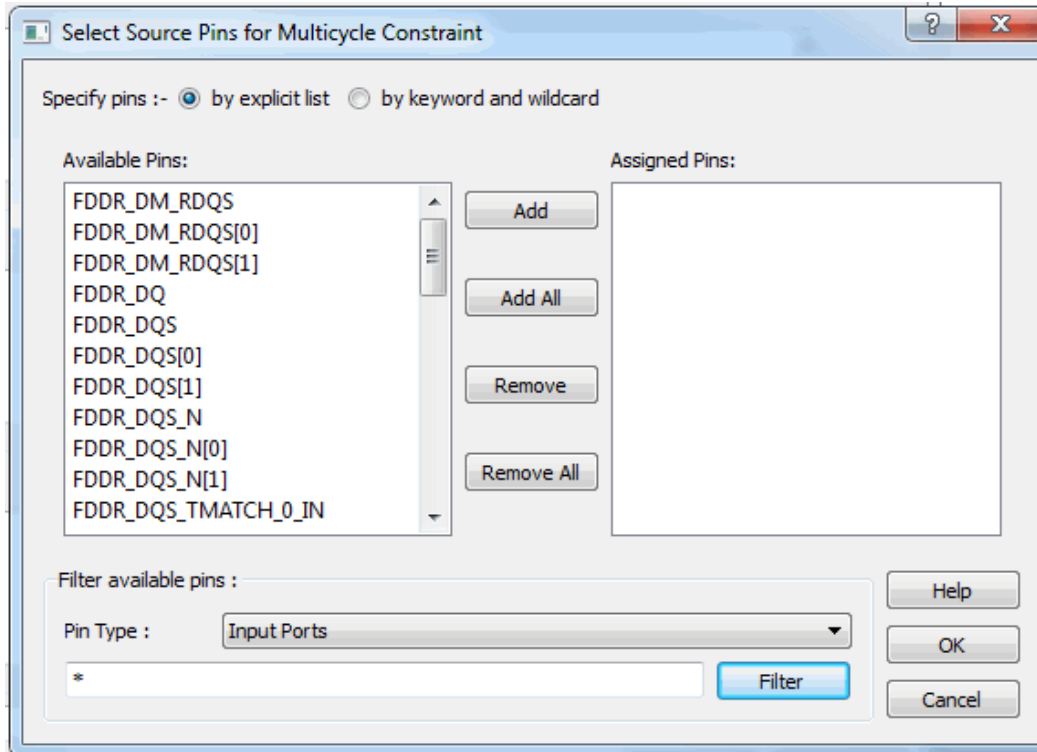 Select Source Pins for Multicycle Constraint
?
X
Specify pins :- by explicit list by keyword and wildcard
Available Pins:
Assigned Pins:
FDDR_DM_RDQS
FDDR_DM_RDQS[0]
FDDR_DM_RDQS[1]
FDDR_DQ
FDDR_DQS
FDDR_DQS[0]
FDDR_DQS[1]
FDDR_DQS_N
FDDR_DQS_N[0]
FDDR_DQS_N[1]
FDDR_DQS_TMATCH_0_IN
Add
Add All
Remove
Remove All
Filter available pins :
Pin Type : Input Ports
*
Filter
Help
OK
Cancel